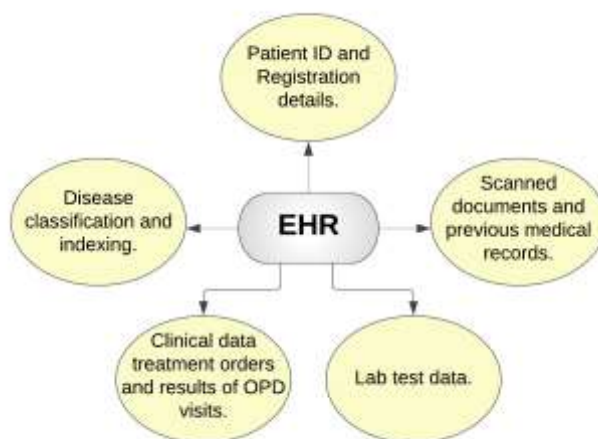 Patient ID and
Registration
details.
Disease
classification and
indexing.
EHR
Scanned
documents and
previous medical
records.
Clinical data
treatment orders
and results of OPD
visits.
Lab test data.